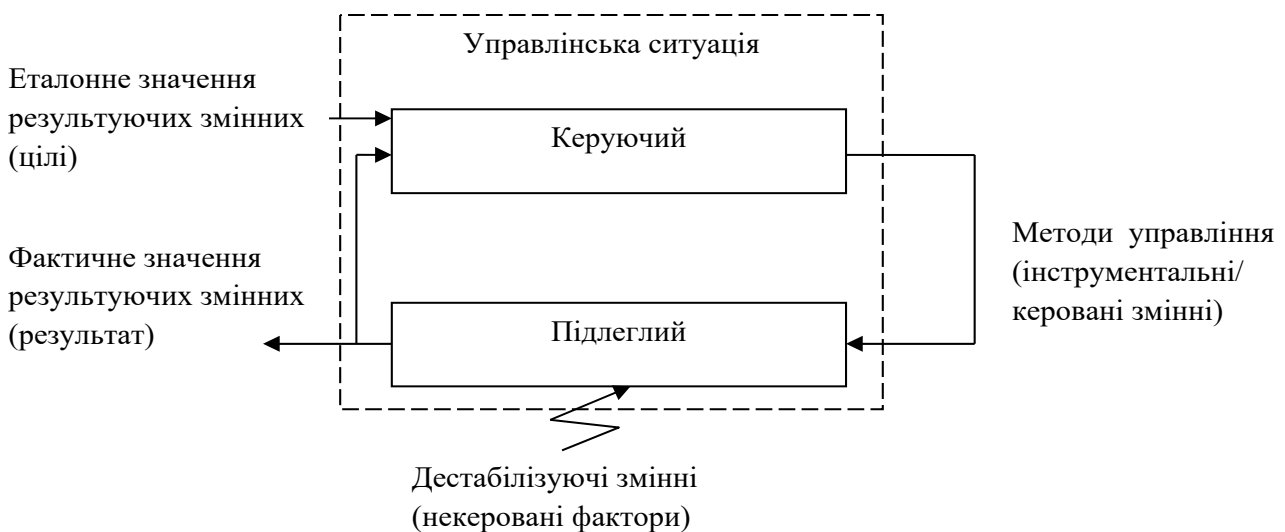 Управлінська ситуація
Еталонне значення
результуючих змінних
(цілі)
Керуючий
Методи управління
(інструментальні/
керовані змінні)
Фактичне значення
результуючих змінних
(результат)
Підлеглий
Дестабілізуючі змінні
(некеровані фактори)